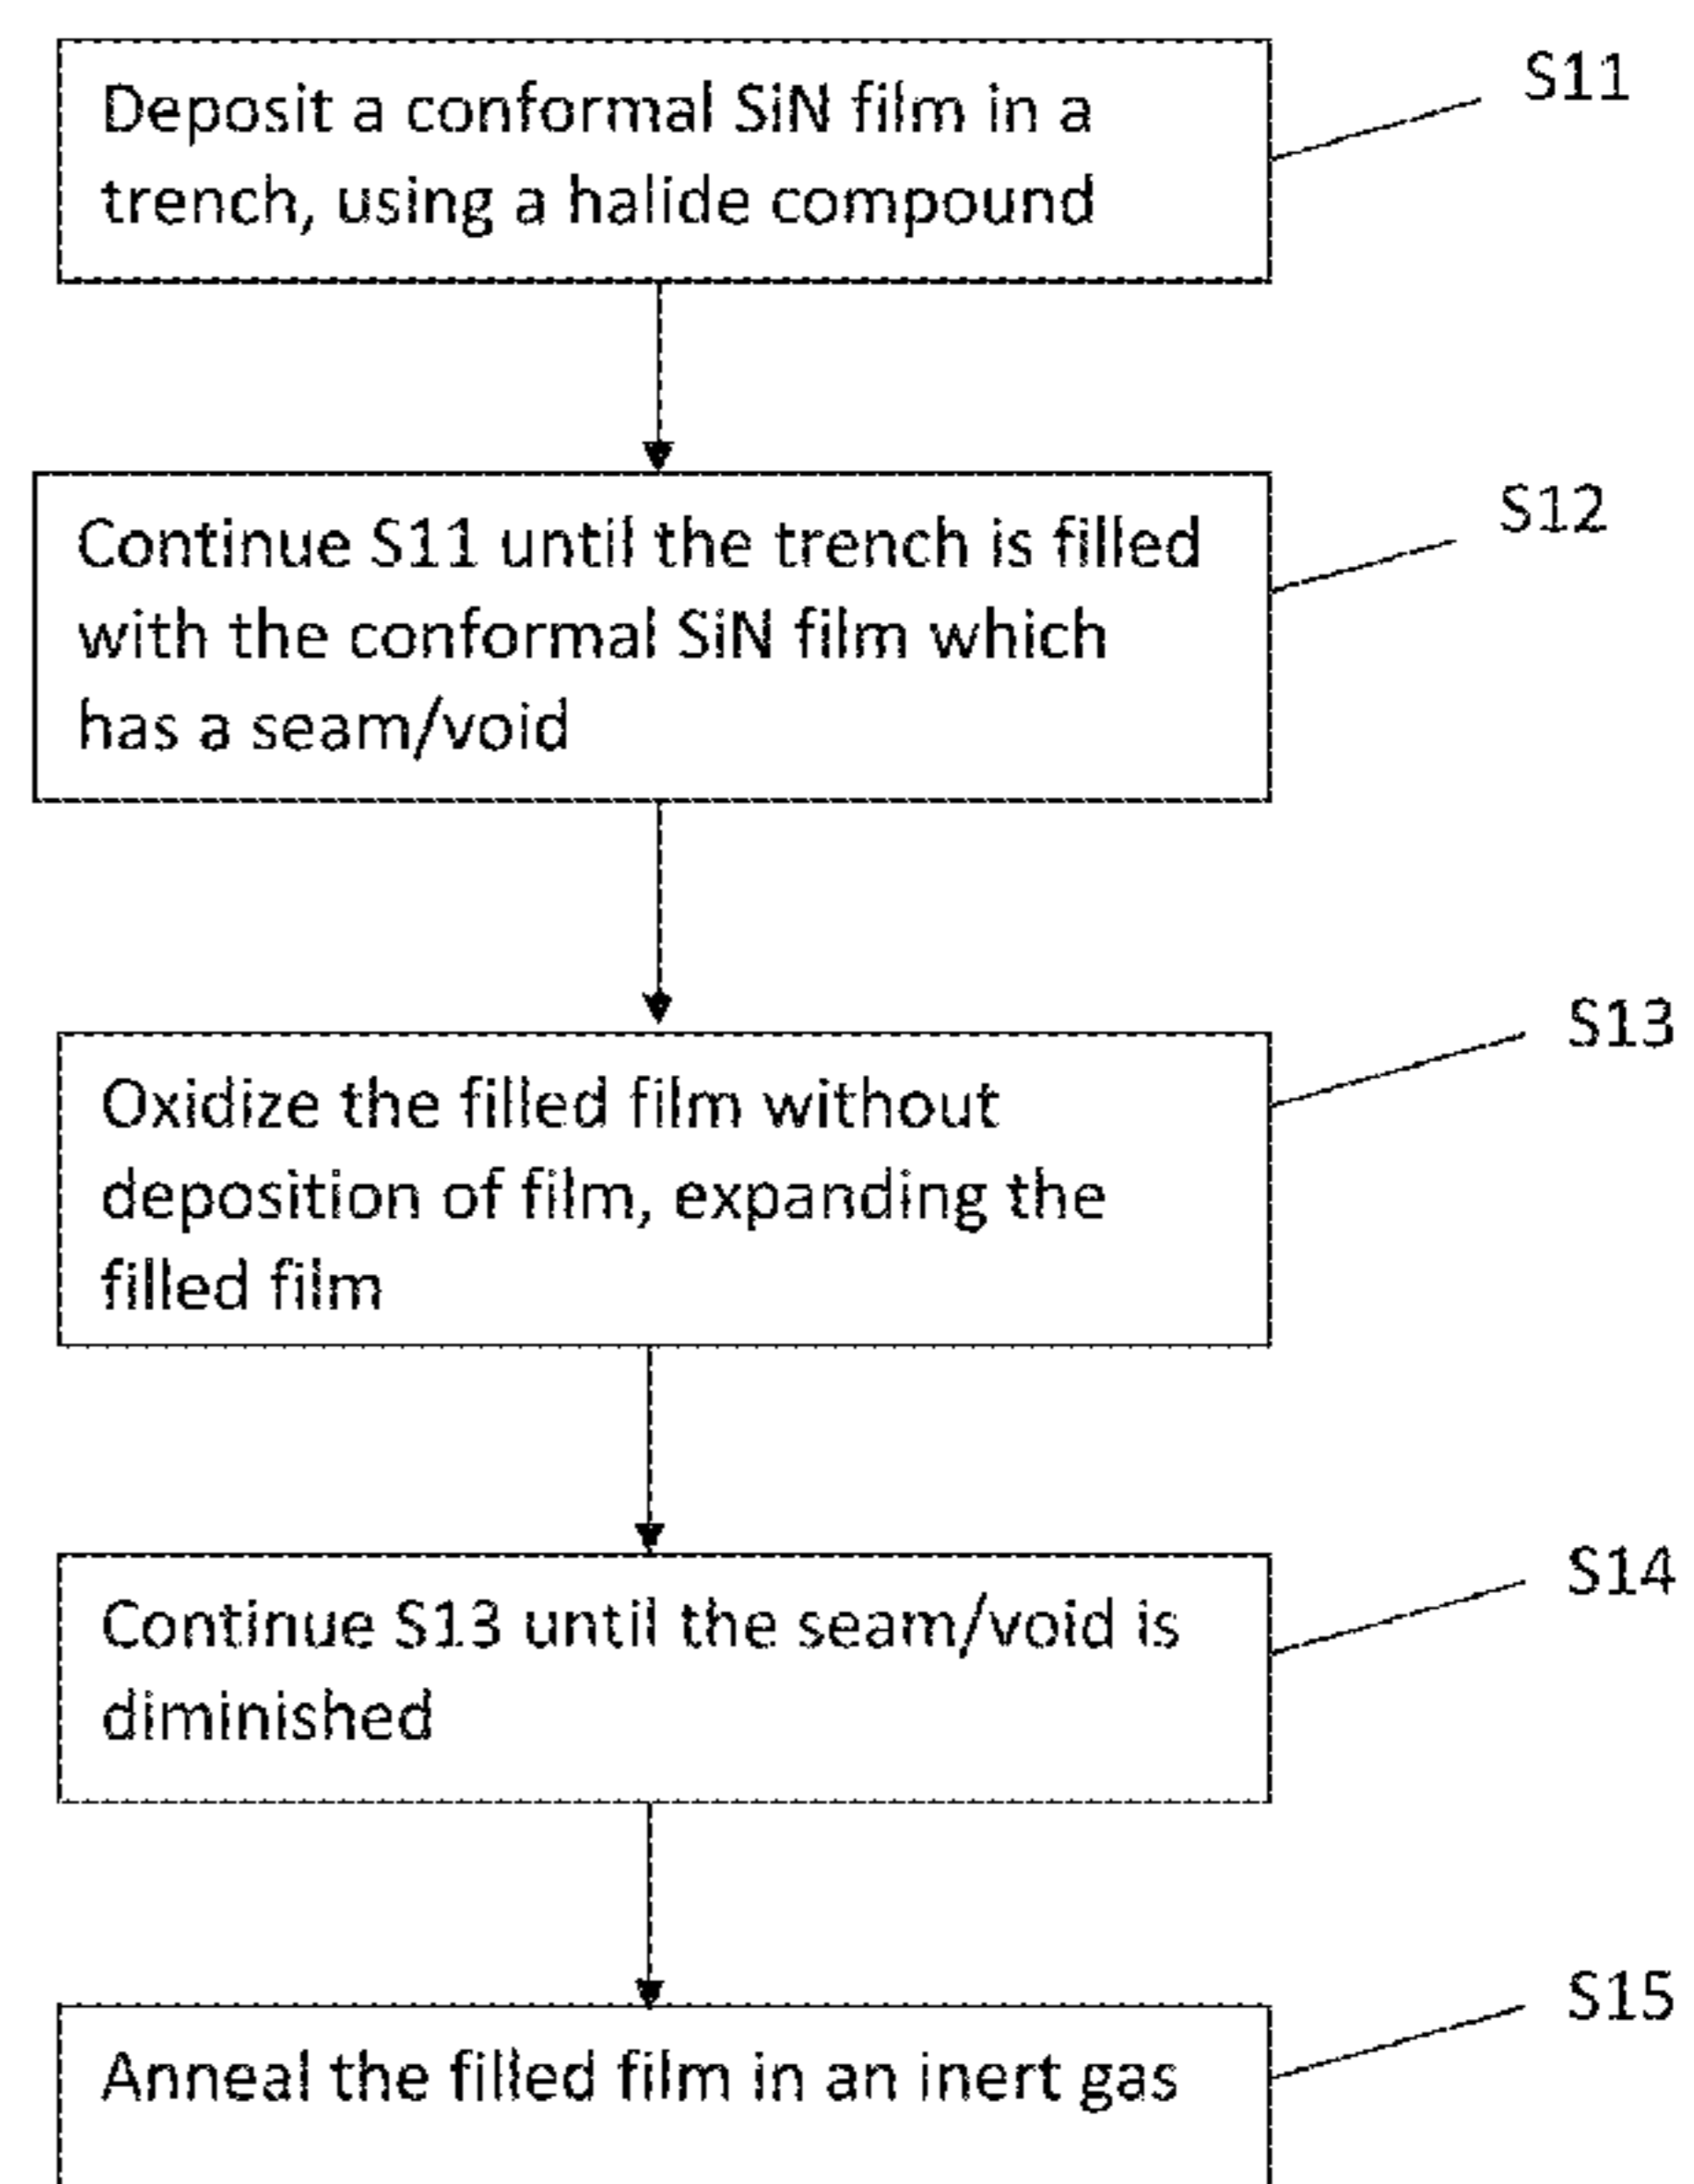 Deposit a conformal SiN film in a
trench, using a halide compound
S11
Continue S11 until the trench is filled
with the conformal SiN film which
has a seam/void
S12
Oxidize the filled film without
deposition of film, expanding the
filled film
S13
Continue S13 until the seam/void is
diminished
S14
Anneal the filled film in an inert gas
S15